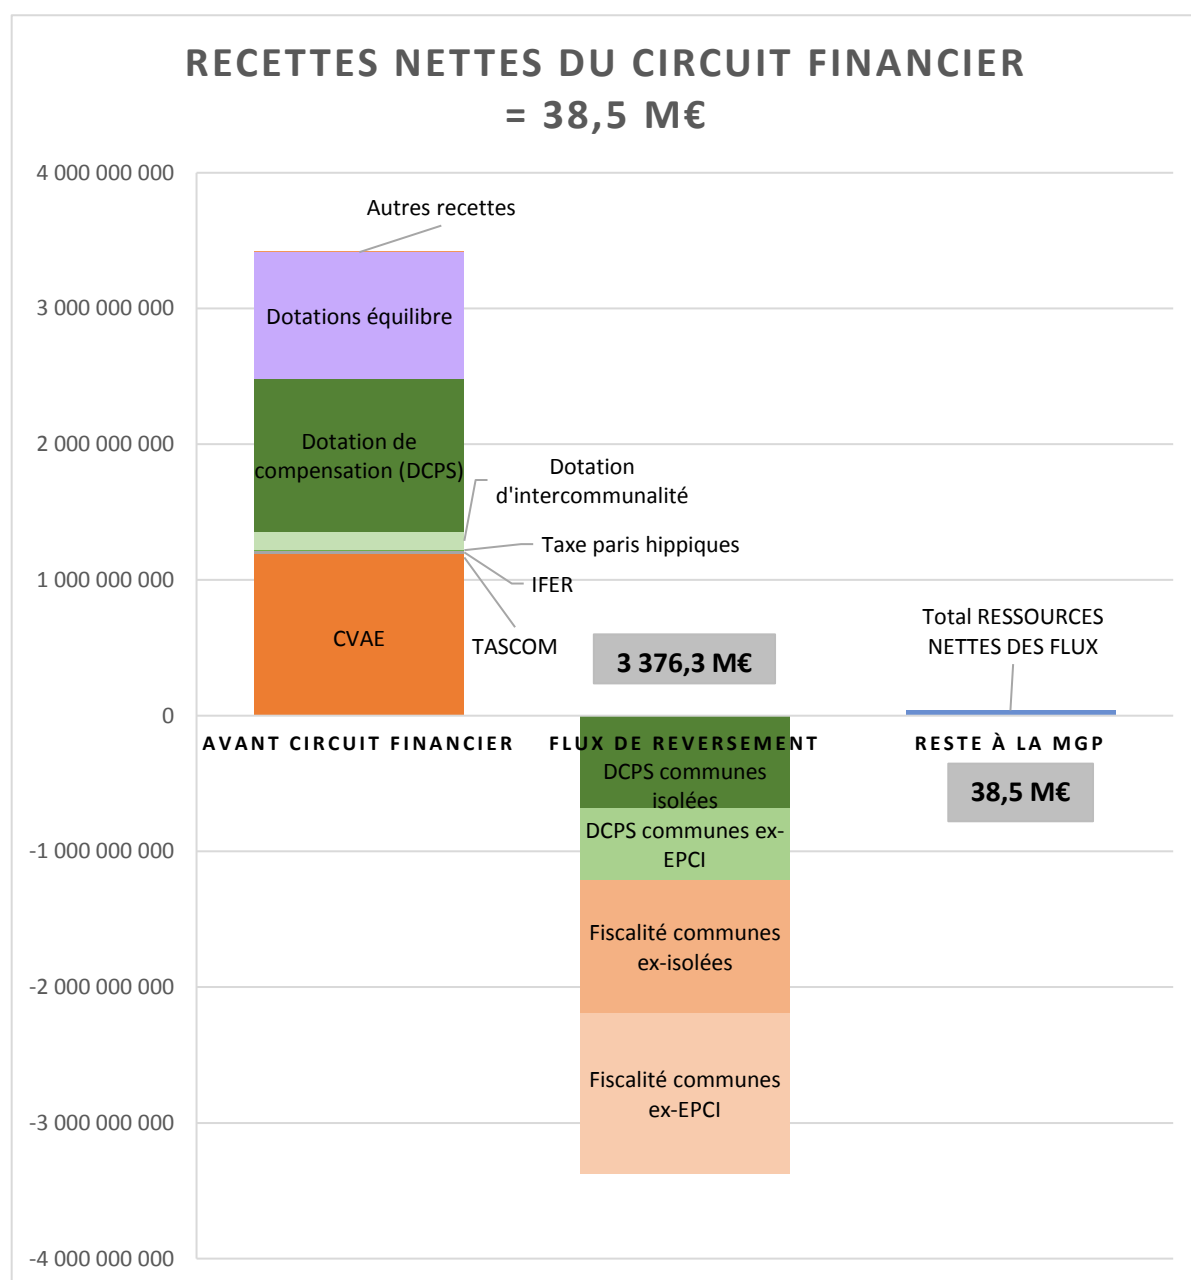 RECETTES NETTES DU CIRCUIT FINANCIER
= 38,5 M€
4 000 000 000
3 000 000 000
2 000 000 000
1 000 000 000
0
-1 000 000 000
-2 000 000 000
-3 000 000 000
-4 000 000 000
Autres recettes
Dotations équilibre
Dotation de
compensation (DCPS)
Dotation
d'intercommunalité
Taxe paris hippiques
IFER
TASCOM
CVAE
3 376,3 M€
Total RESSOURCES
NETTES DES FLUX
AVANT CIRCUIT FINANCIER
FLUX DE REVERSEMENT
RESTE À LA MGP
38,5 M€
DCPS communes
isolées
DCPS communes ex-
EPCI
Fiscalité communes
ex-isolées
Fiscalité communes
ex-EPCI